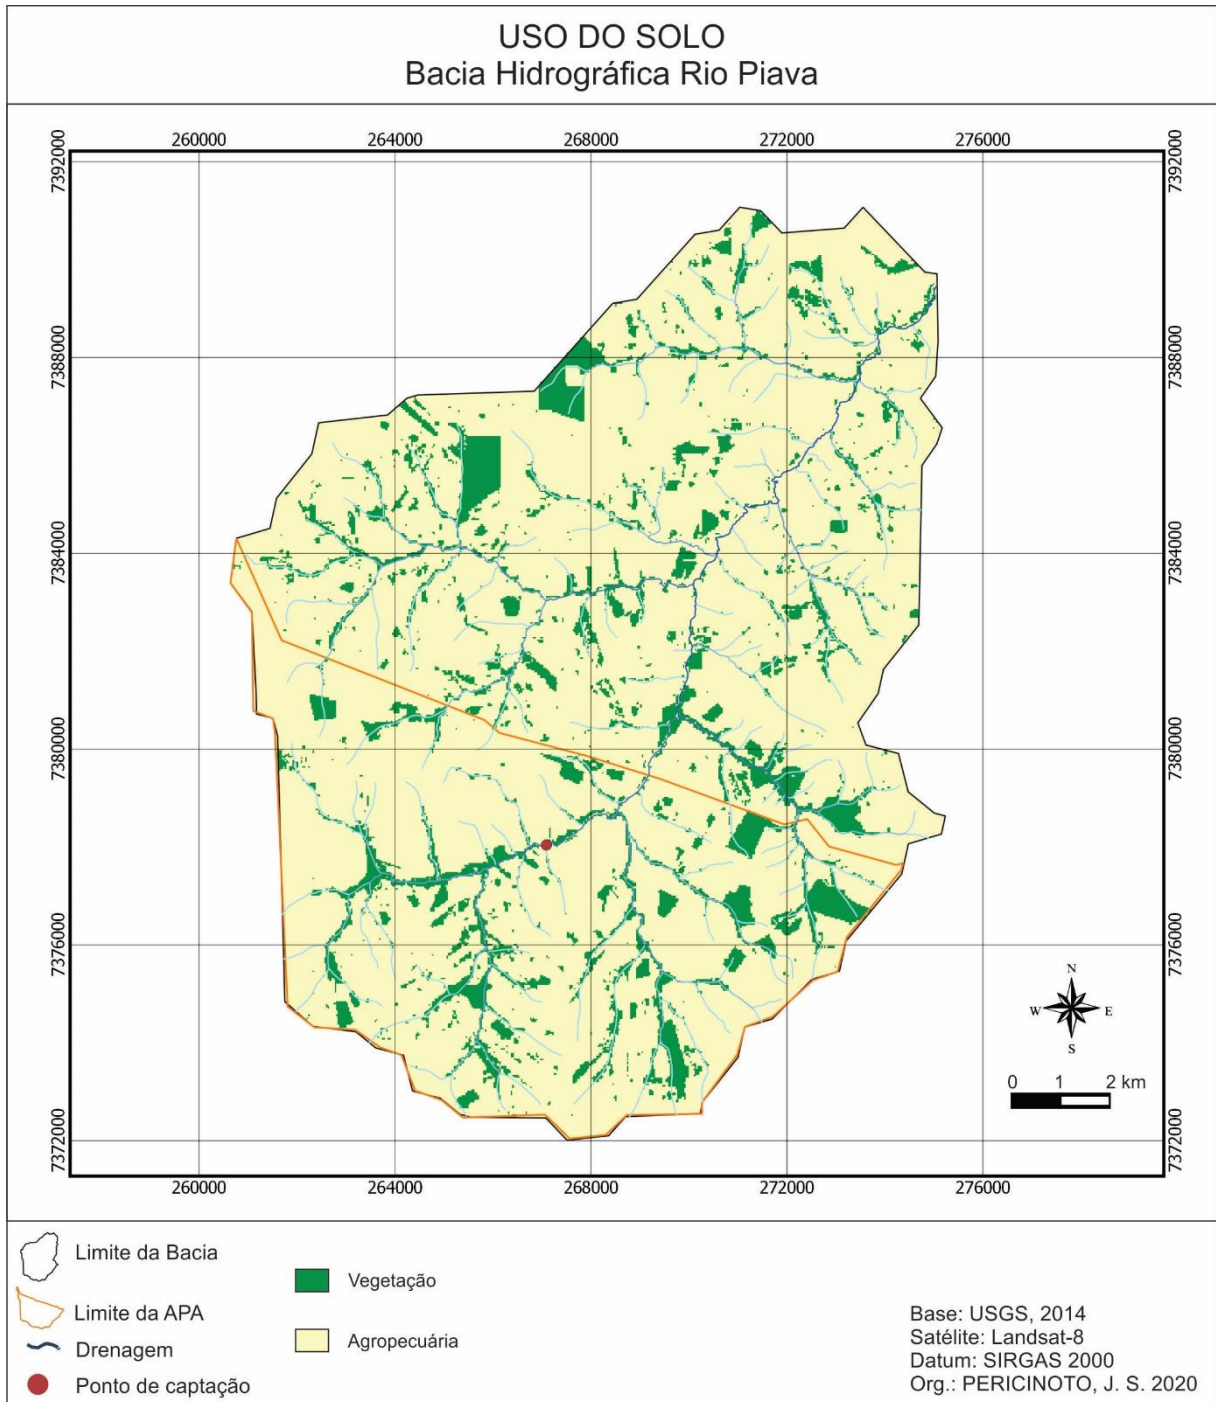 USO DO SOLO
Bacia Hidrográfica Rio Piava
260000 264000 268000 272000 276000
7392000 7392000
7388000 7388000
7384000 7384000
7380000 7380000
7376000 7376000
N
W E
S
0 1 2 km
7372000 7372000
260000 264000 268000 272000 276000
Limite da Bacia
Limite da APA
Drenagem
Ponto de captação
Vegetação
Agropecuária
Base: USGS, 2014
Satélite: Landsat-8
Datum: SIRGAS 2000
Org.: PERICINOTO, J. S. 2020